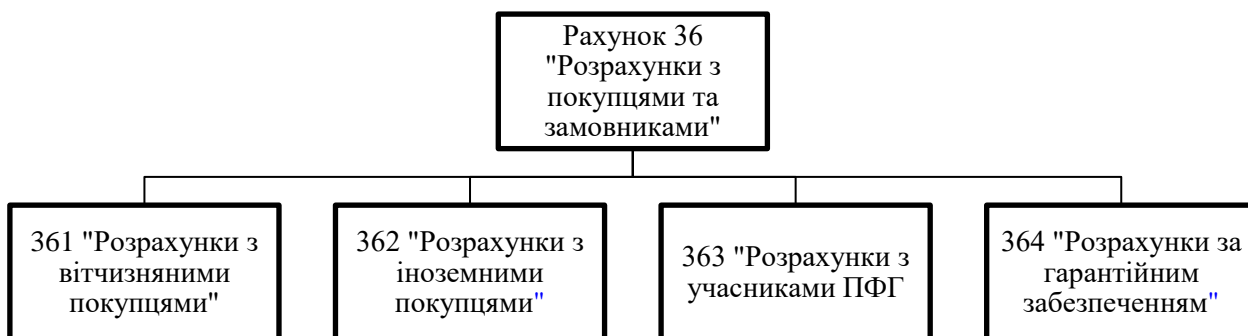 Рахунок 36
"Розрахунки з
покупцями та
замовниками"
361 "Розрахунки з
вітчизняними
покупцями"
362 "Розрахунки з
іноземними
покупцями"
363 "Розрахунки з
учасниками ПФГ
364 "Розрахунки за
гарантійним
забезпеченням"